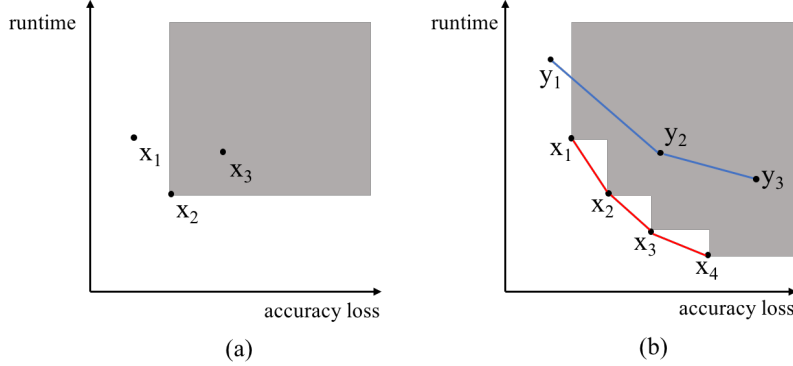 runtime
x1
x3
x2
accuracy loss
(a)
runtime
y1
y2
y3
x1
x2
x3
x4
accuracy loss
(b)